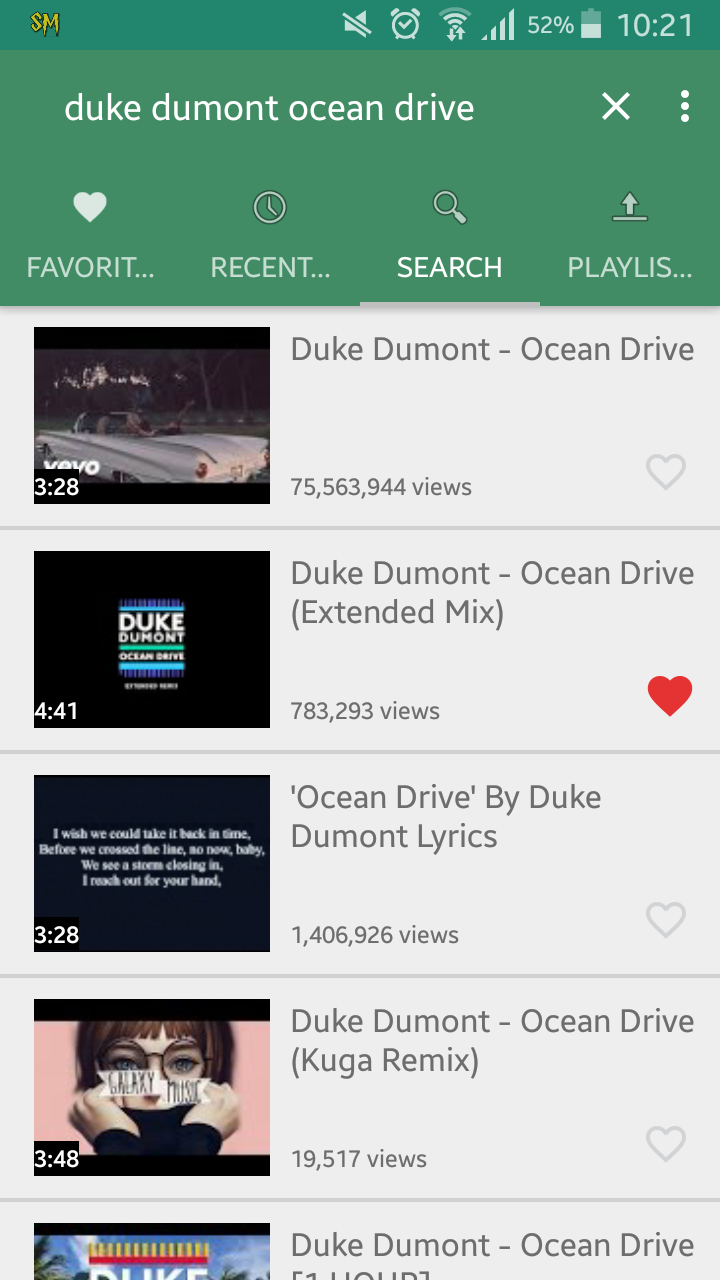 SM
52%
10:21
duke dumont ocean drive
FAVORIT...
RECENT...
SEARCH
PLAYLIS...
Duke Dumont - Ocean Drive
vevo
3:28
75,563,944 views
Duke Dumont - Ocean Drive
(Extended Mix)
DUKE
DUMONT
OCEAN DRIVE
EXTENDED REMIX
4:41
783,293 views
'Ocean Drive' By Duke
Dumont Lyrics
I wish we could take it back in time,
Before we crossed the line, no now, baby,
We see a storm closing in,
I reach out for your hand,
3:28
1,406,926 views
Duke Dumont - Ocean Drive
(Kuga Remix)
GALAXY MUSIC
3:48
19,517 views
Duke Dumont - Ocean Drive
[1 HOUR]
DUKE